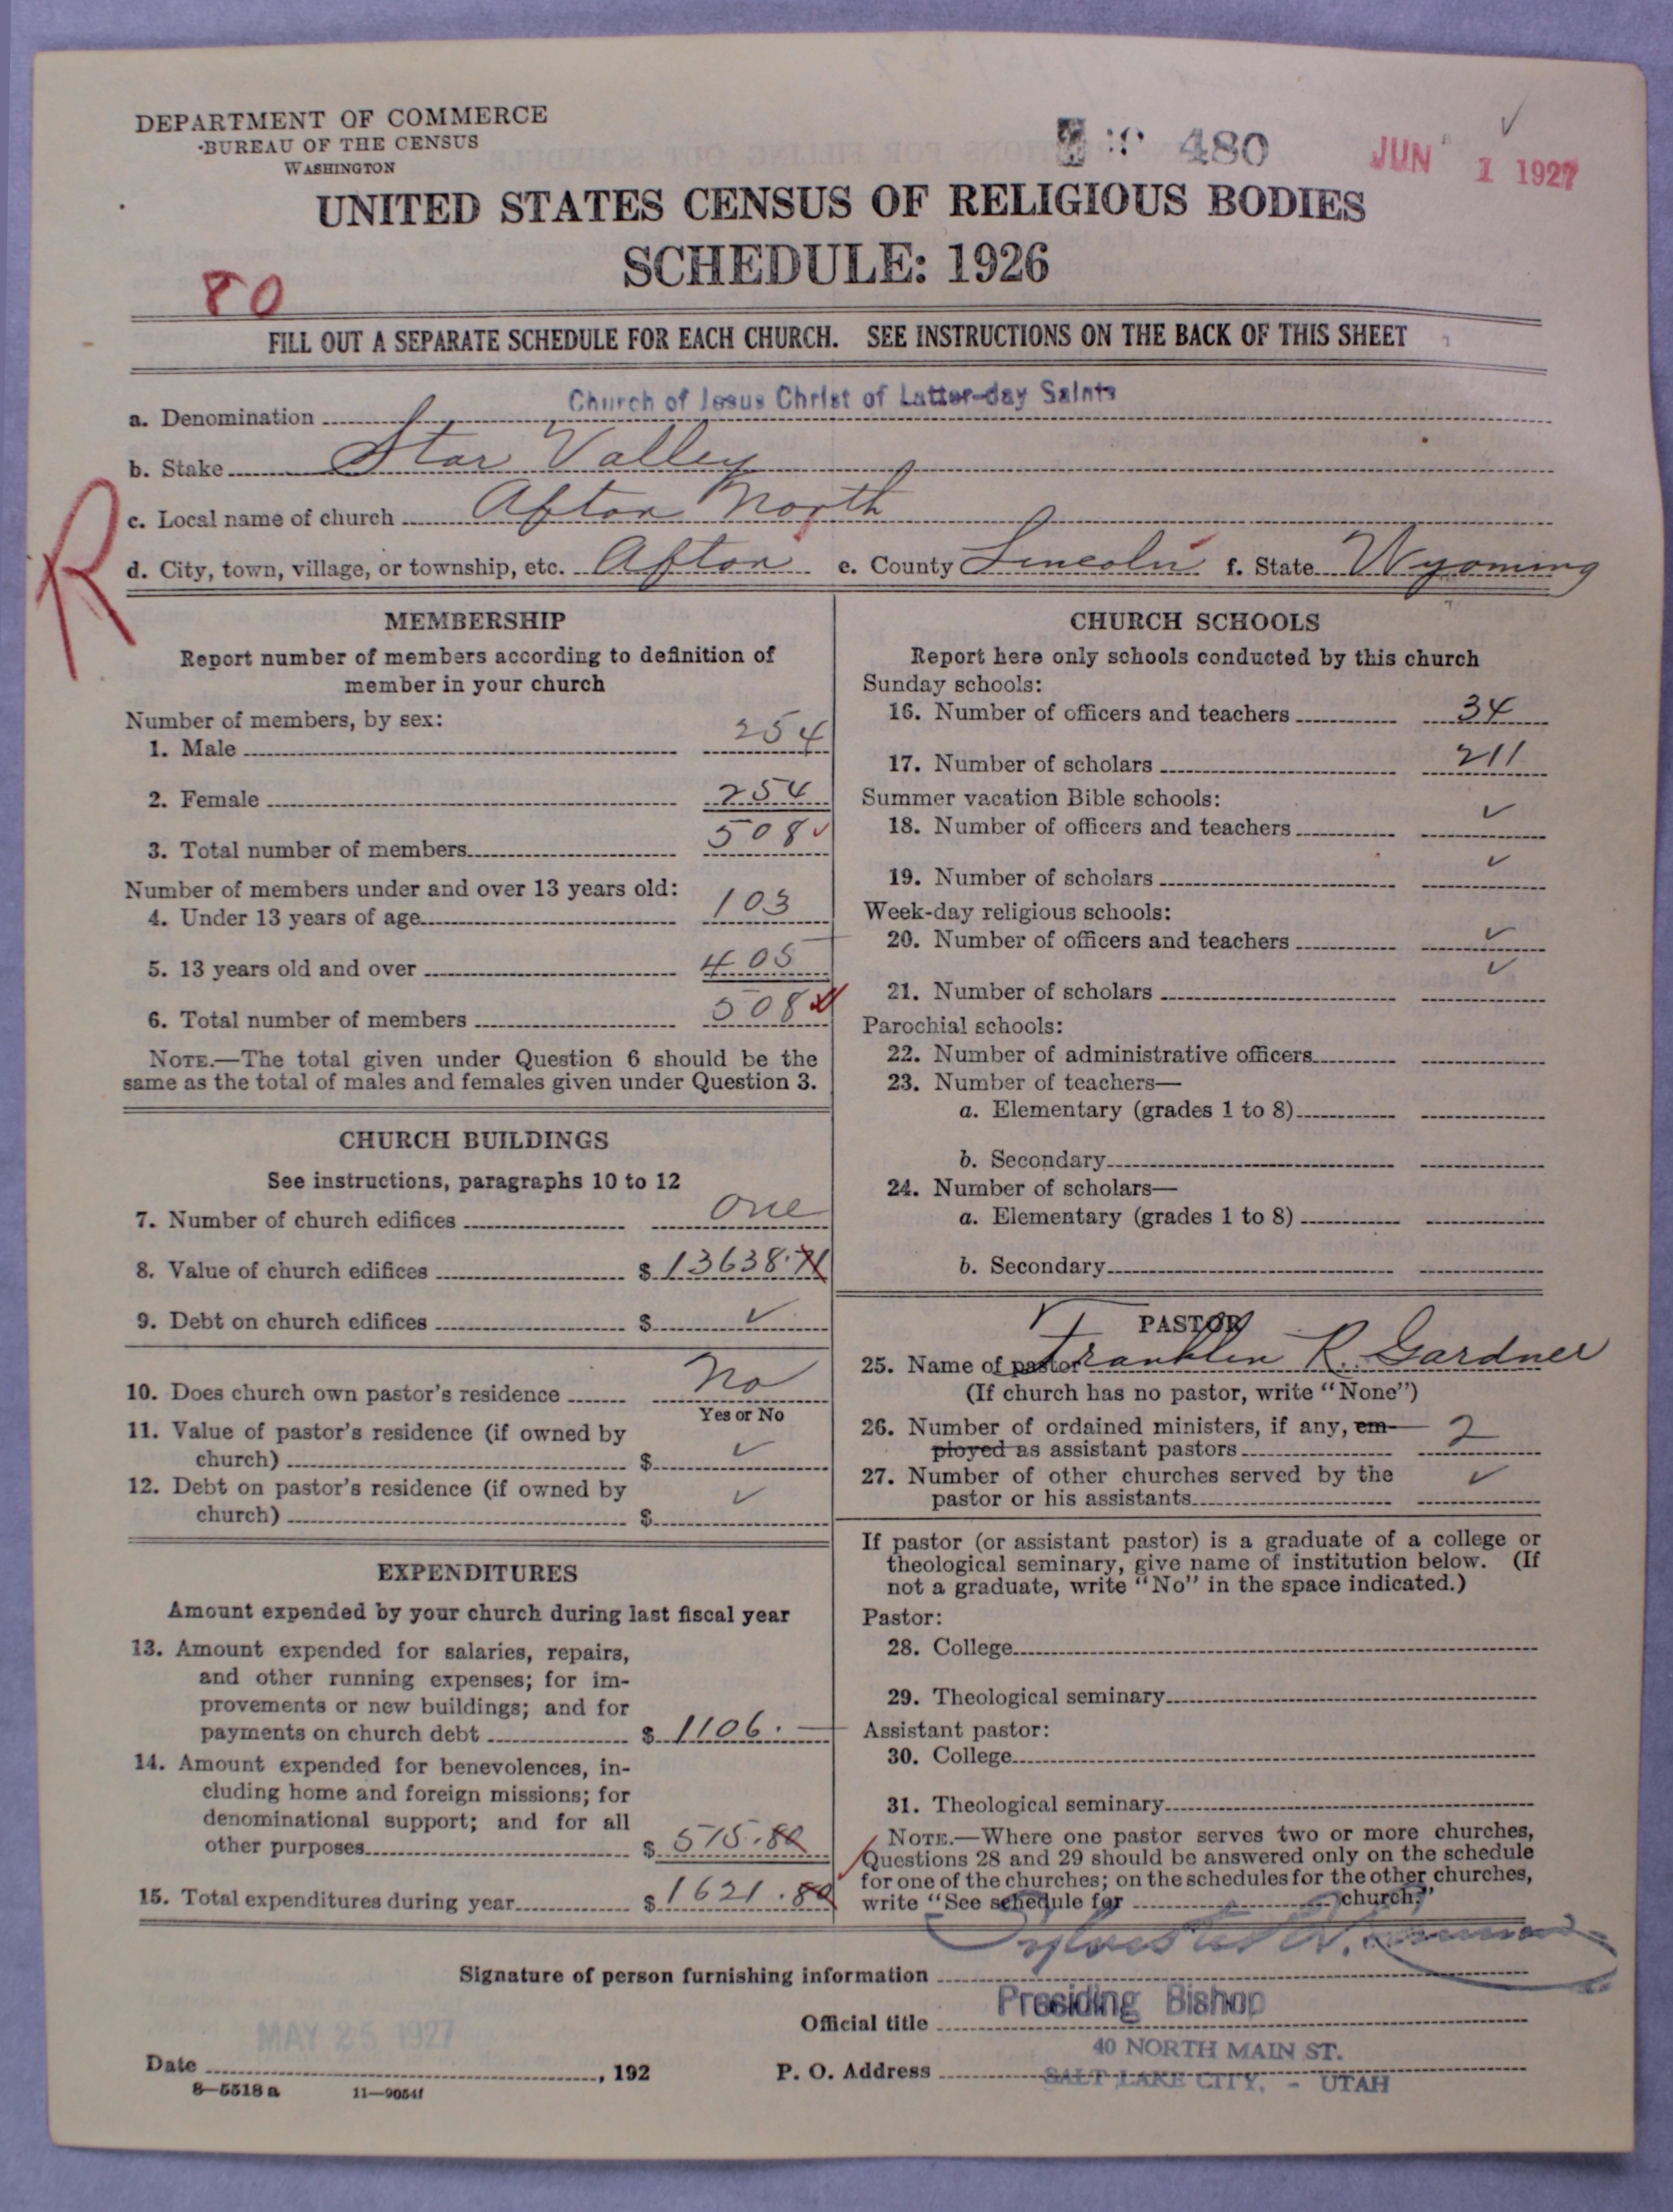 DEPARTMENT OF COMMERCE
BUREAU OF THE CENSUS
WASHINGTON
480
JUN 1 1927
UNITED STATES CENSUS OF RELIGIOUS BODIES
SCHEDULE: 1926
80
FILL OUT A SEPARATE SCHEDULE FOR EACH CHURCH. SEE INSTRUCTIONS ON THE BACK OF THIS SHEET
a. Denomination Church of Jesus Christ of Latter-day Saints
b. Stake Star Valley
c. Local name of church Afton North
R
d. City, town, village, or township, etc. Afton e. County Lincoln f. State Wyoming
MEMBERSHIP
Report number of members according to definition of
member in your church
Number of members, by sex:
1. Male 254
2. Female 254
3. Total number of members 508
Number of members under and over 13 years old:
4. Under 13 years of age 103
5. 13 years old and over 405
6. Total number of members 508
NOTE.—The total given under Question 6 should be the
same as the total of males and females given under Question 3.
CHURCH BUILDINGS
See instructions, paragraphs 10 to 12
7. Number of church edifices one
8. Value of church edifices $ 13638.71
9. Debt on church edifices $ ✓
10. Does church own pastor's residence No
Yes or No
11. Value of pastor's residence (if owned by
church) $ ✓
12. Debt on pastor's residence (if owned by
church) $ ✓
EXPENDITURES
Amount expended by your church during last fiscal year
13. Amount expended for salaries, repairs,
and other running expenses; for im-
provements or new buildings; and for
payments on church debt $ 1106.—
14. Amount expended for benevolences, in-
cluding home and foreign missions; for
denominational support; and for all
other purposes $ 515.80
15. Total expenditures during year $ 1621.80
CHURCH SCHOOLS
Report here only schools conducted by this church
Sunday schools:
16. Number of officers and teachers 34
17. Number of scholars 211
Summer vacation Bible schools:
18. Number of officers and teachers ✓
19. Number of scholars ✓
Week-day religious schools:
20. Number of officers and teachers ✓
21. Number of scholars ✓
Parochial schools:
22. Number of administrative officers
23. Number of teachers—
a. Elementary (grades 1 to 8)
b. Secondary
24. Number of scholars—
a. Elementary (grades 1 to 8)
b. Secondary
PASTOR
25. Name of pastor Franklin R. Gardner
(If church has no pastor, write "None")
26. Number of ordained ministers, if any, em-
ployed as assistant pastors 2
27. Number of other churches served by the
pastor or his assistants ✓
If pastor (or assistant pastor) is a graduate of a college or
theological seminary, give name of institution below. (If
not a graduate, write "No" in the space indicated.)
Pastor:
28. College
29. Theological seminary
Assistant pastor:
30. College
31. Theological seminary
NOTE.—Where one pastor serves two or more churches,
Questions 28 and 29 should be answered only on the schedule
for one of the churches; on the schedules for the other churches,
write "See schedule for church."
Signature of person furnishing information Sylvester
Official title Presiding Bishop
MAY 25 1927
Date , 192
P. O. Address 40 NORTH MAIN ST.
SALT LAKE CITY, - UTAH
8—5518a 11—9054f